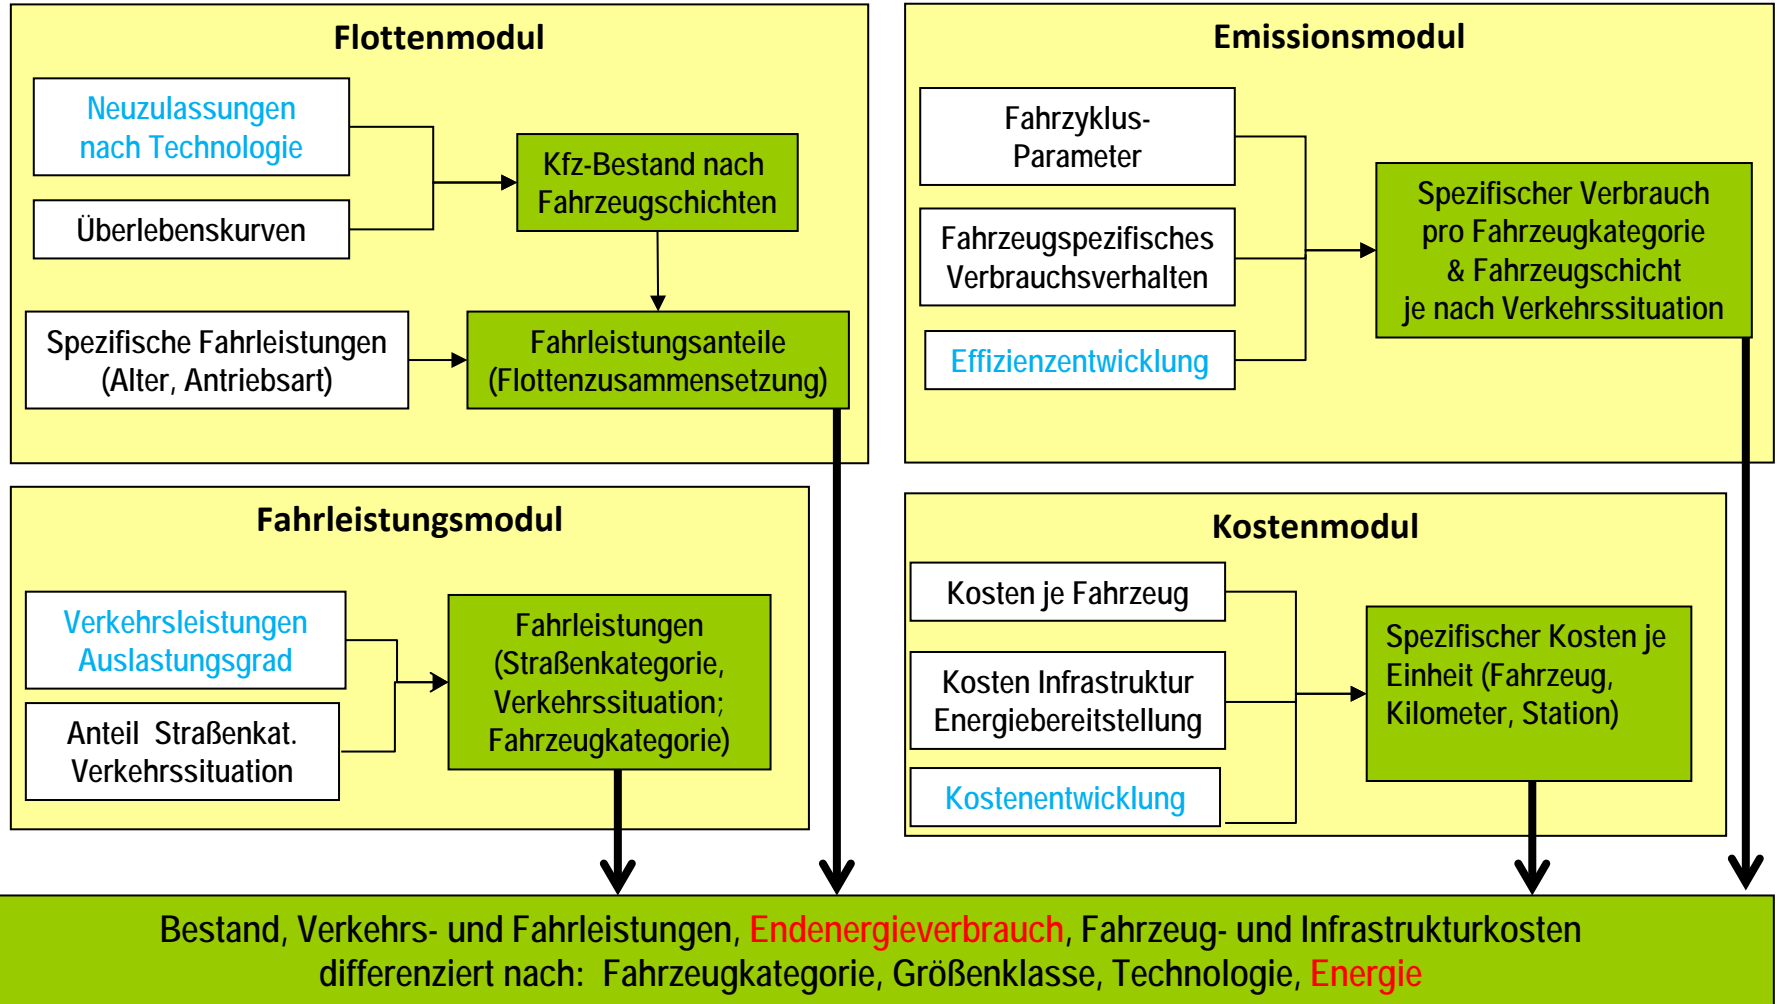 Flottenmodul
Neuzulassungen
nach Technologie
Überlebenskurven
Kfz-Bestand nach
Fahrzeugschichten
Spezifische Fahrleistungen
(Alter, Antriebsart)
Fahrleistungsanteile
(Flottenzusammensetzung)
Emissionsmodul
Fahrzyklus-
Parameter
Fahrzeugspezifisches
Verbrauchsverhalten
Effizienzentwicklung
Spezifischer Verbrauch
pro Fahrzeugkategorie
& Fahrzeugschicht
je nach Verkehrssituation
Fahrleistungsmodul
Verkehrsleistungen
Auslastungsgrad
Anteil Straßenkat.
Verkehrssituation
Fahrleistungen
(Straßenkategorie,
Verkehrssituation;
Fahrzeugkategorie)
Kostenmodul
Kosten je Fahrzeug
Kosten Infrastruktur
Energiebereitstellung
Kostenentwicklung
Spezifischer Kosten je
Einheit (Fahrzeug,
Kilometer, Station)
Bestand, Verkehrs- und Fahrleistungen, Endenergieverbrauch, Fahrzeug- und Infrastrukturkosten
differenziert nach: Fahrzeugkategorie, Größenklasse, Technologie, Energie